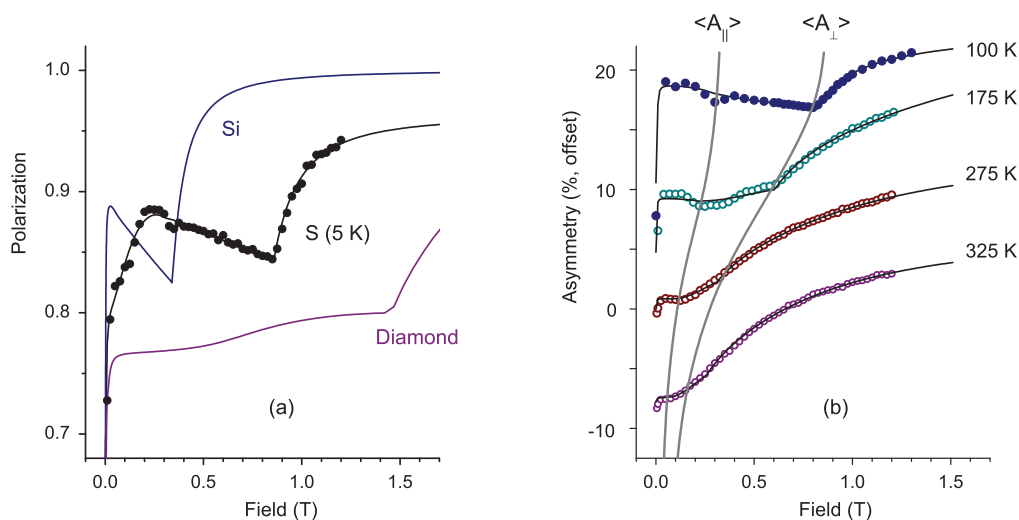 1.0
0.9
0.8
0.7
Polarization
Si
S (5 K)
Diamond
(a)
0.0 0.5 1.0 1.5
Field (T)
<A∥> <A⊥>
20
10
0
-10
Asymmetry (%, offset)
100 K
175 K
275 K
325 K
(b)
0.0 0.5 1.0 1.5
Field (T)